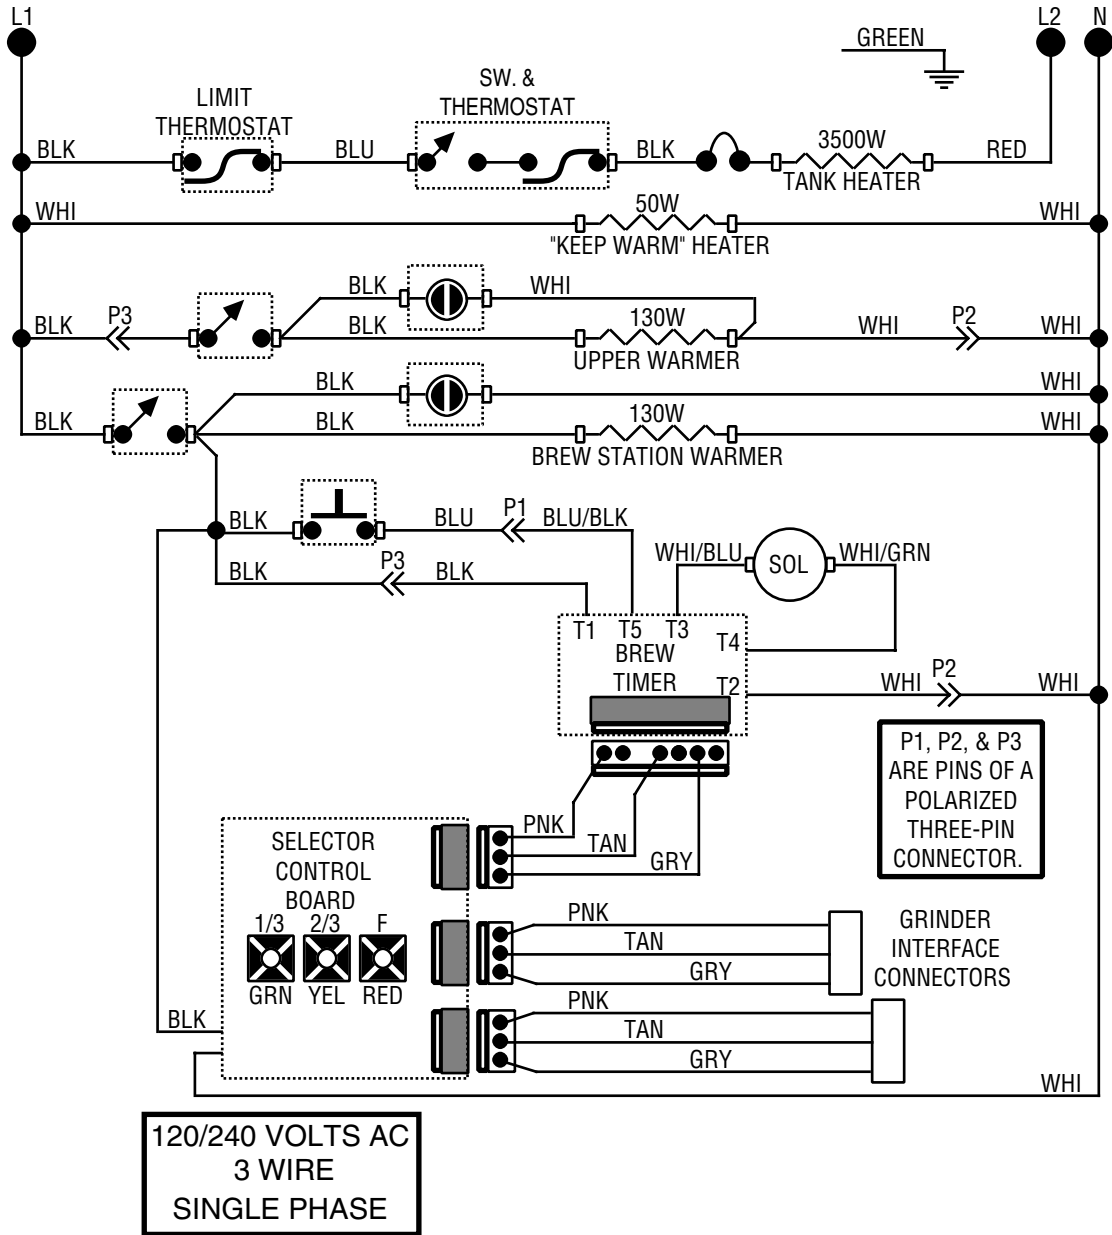 L1
L2
N
GREEN
SW. &
THERMOSTAT
LIMIT
THERMOSTAT
BLK
BLU
BLK
3500W
RED
TANK HEATER
WHI
50W
WHI
"KEEP WARM" HEATER
BLK
WHI
BLK
P3
BLK
130W
WHI
P2
WHI
UPPER WARMER
BLK
WHI
BLK
BLK
130W
WHI
BREW STATION WARMER
BLK
BLU
P1
BLU/BLK
BLK
P3
BLK
WHI/BLU
SOL
WHI/GRN
T1
T5
T3
T4
BREW
TIMER
T2
WHI
P2
WHI
P1, P2, & P3
ARE PINS OF A
POLARIZED
THREE-PIN
CONNECTOR.
PNK
TAN
GRY
SELECTOR
CONTROL
BOARD
1/3
2/3
F
GRN
YEL
RED
PNK
TAN
GRY
GRINDER
INTERFACE
CONNECTORS
PNK
TAN
GRY
BLK
WHI
120/240 VOLTS AC
3 WIRE
SINGLE PHASE